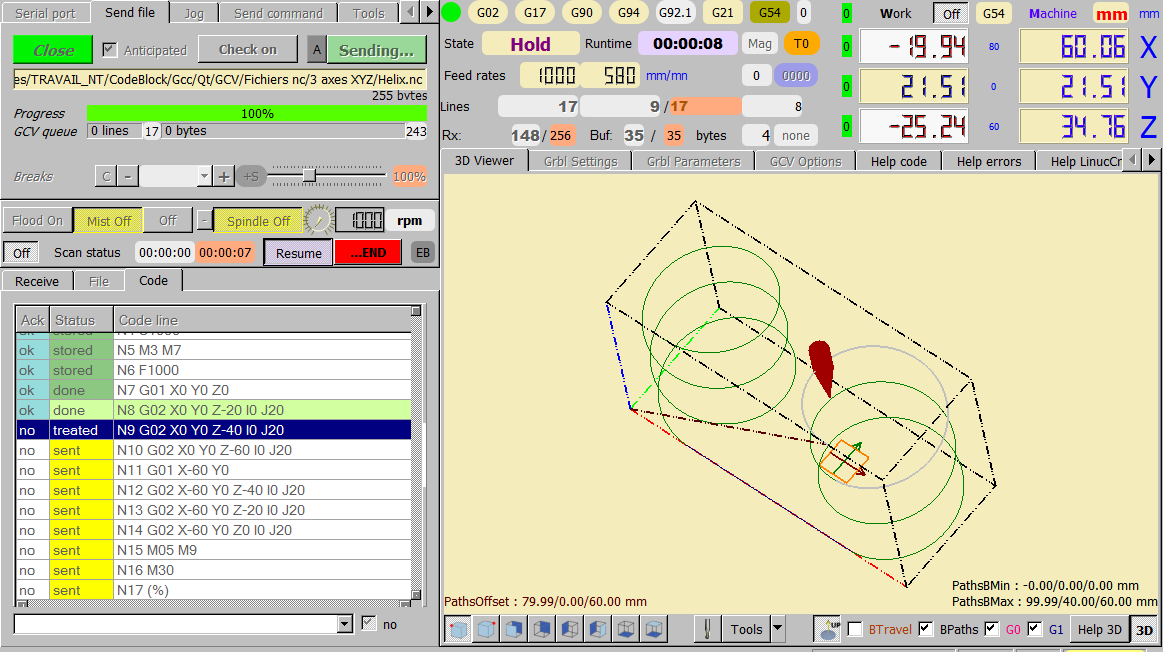 Serial port Send file Jog Send command Tools
Close Anticipated Check on A Sending...
es/TRAVAIL_NT/CodeBlock/Gcc/Qt/GCV/Fichiers nc/3 axes XYZ/Helix.nc
255 bytes
Progress 100%
GCV queue 0 lines 17 0 bytes 243
Breaks C - + +S 100%
Flood On Mist Off Off - Spindle Off 1000 rpm
Off Scan status 00:00:00 00:00:07 Resume ...END EB
Receive File Code
Ack Status Code line
ok stored N5 M3 M7
ok stored N6 F1000
ok done N7 G01 X0 Y0 Z0
ok done N8 G02 X0 Y0 Z-20 I0 J20
no treated N9 G02 X0 Y0 Z-40 I0 J20
no sent N10 G02 X0 Y0 Z-60 I0 J20
no sent N11 G01 X-60 Y0
no sent N12 G02 X-60 Y0 Z-40 I0 J20
no sent N13 G02 X-60 Y0 Z-20 I0 J20
no sent N14 G02 X-60 Y0 Z0 I0 J20
no sent N15 M05 M9
no sent N16 M30
no sent N17 (%)
no
G02 G17 G90 G94 G92.1 G21 G54 0
State Hold Runtime 00:00:08 Mag T0
Feed rates 1000 580 mm/mn 0 0000
Lines 17 9 /17 8
Rx: 148/ 256 Buf: 35 / 35 bytes 4 none
0 Work Off G54 Machine mm mm
0 -19.94 80 60.06 X
0 21.51 0 21.51 Y
0 -25.24 60 34.76 Z
3D Viewer Grbl Settings Grbl Parameters GCV Options Help code Help errors Help LinucCr
PathsBMin : -0.00/0.00/0.00 mm
PathsOffset : 79.99/0.00/60.00 mm PathsBMax : 99.99/40.00/60.00 mm
Tools UP BTravel BPaths G0 G1 Help 3D 3D